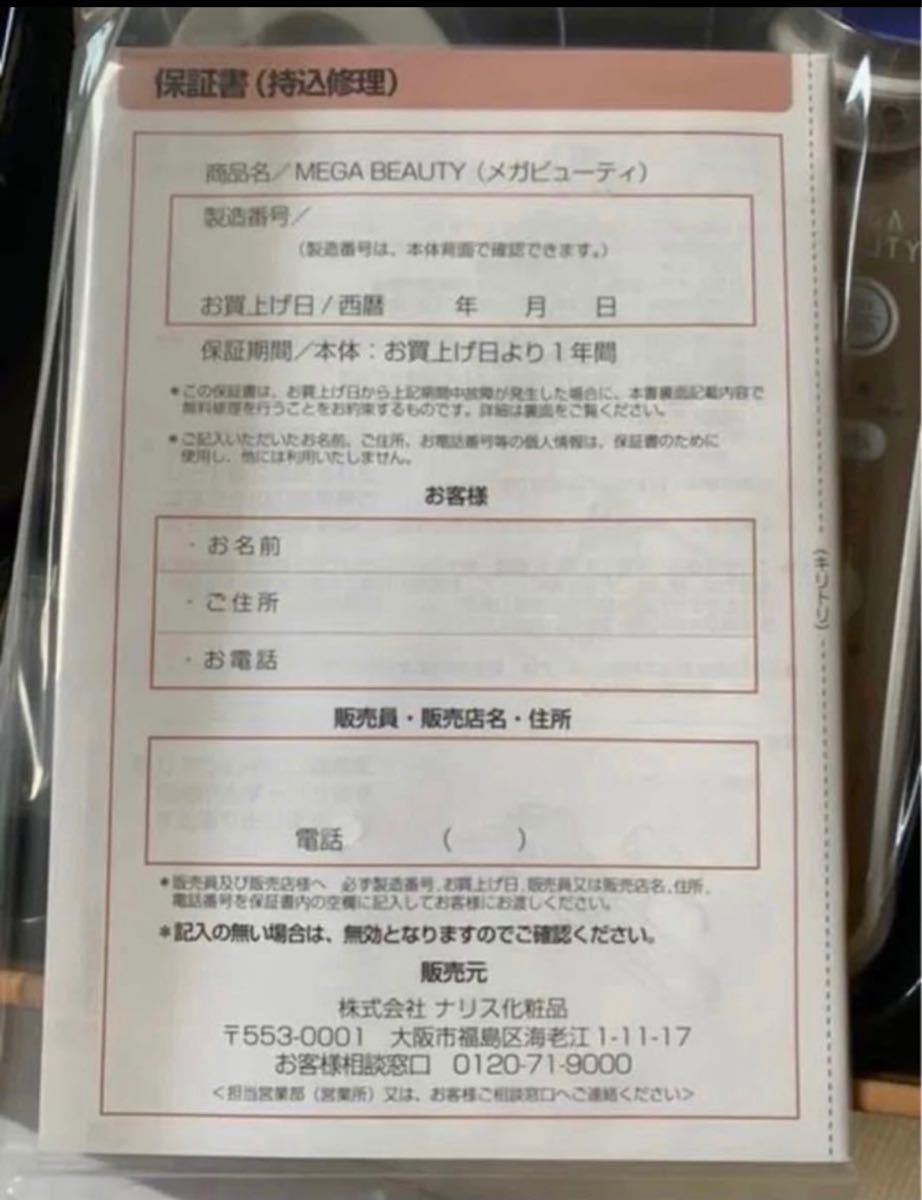 保証書(持込修理)
商品名/MEGA BEAUTY(メガビューティ)
製造番号/
(製造番号は、本体背面で確認できます。)
お買上げ日/西暦 年 月 日
保証期間/本体:お買上げ日より1年間
*この保証書は、お買上げ日から上記期間中故障が発生した場合に、本書裏面記載内容で
無料修理を行うことをお約束するものです。詳細は裏面をご覧ください。
*ご記入いただいたお名前、ご住所、お電話番号等の個人情報は、保証書のために
使用し、他には利用いたしません。
お客様
・お名前
・ご住所
・お電話
(キリトリ)
販売員・販売店名・住所
電話 ( )
*販売員及び販売店様へ 必ず製造番号、お買上げ日、販売員又は販売店名、住所、
電話番号を保証書内の空欄に記入してお客様にお渡しください。
*記入の無い場合は、無効となりますのでご確認ください。
販売元
株式会社 ナリス化粧品
〒553-0001 大阪市福島区海老江1-11-17
お客様相談窓口 0120-71-9000
<担当営業部(営業所)又は、お客様ご相談窓口へご連絡ください>